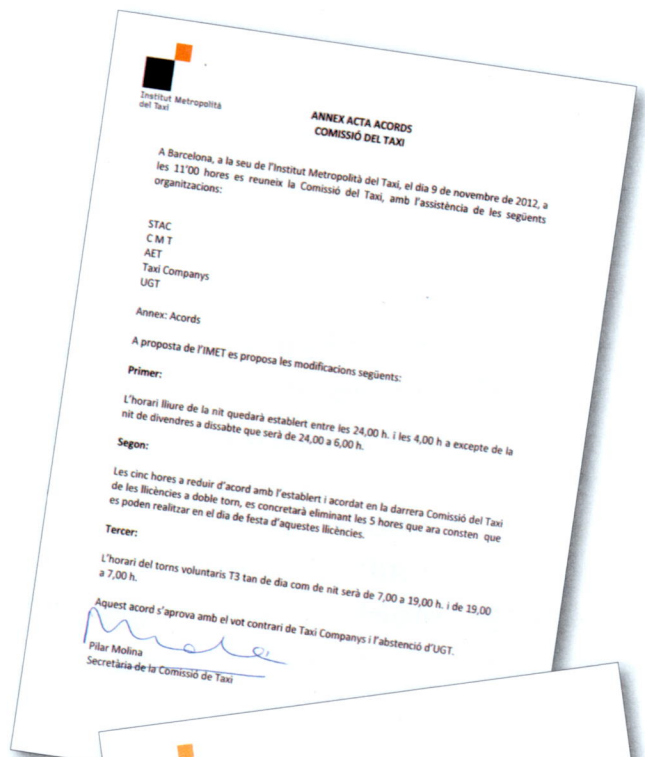 Institut Metropolità
del Taxi
ANNEX ACTA ACORDS
COMISSIÓ DEL TAXI
A Barcelona, a la seu de l'Institut Metropolità del Taxi, el dia 9 de novembre de 2012, a
les 11'00 hores es reuneix la Comissió del Taxi, amb l'assistència de les següents
organitzacions:
STAC
C M T
AET
Taxi Companys
UGT
Annex: Acords
A proposta de l'IMET es proposa les modificacions següents:
Primer:
L'horari lliure de la nit quedarà establert entre les 24,00 h. i les 4,00 h a excepte de la
nit de divendres a dissabte que serà de 24,00 a 6,00 h.
Segon:
Les cinc hores a reduir d'acord amb l'establert i acordat en la darrera Comissió del Taxi
de les llicències a doble torn, es concretarà eliminant les 5 hores que ara consten que
es poden realitzar en el dia de festa d'aquestes llicències.
Tercer:
L'horari del torns voluntaris T3 tan de dia com de nit serà de 7,00 a 19,00 h. i de 19,00
a 7,00 h.
Aquest acord s'aprova amb el vot contrari de Taxi Companys i l'abstenció d'UGT.
Pilar Molina
Secretària de la Comissió de Taxi